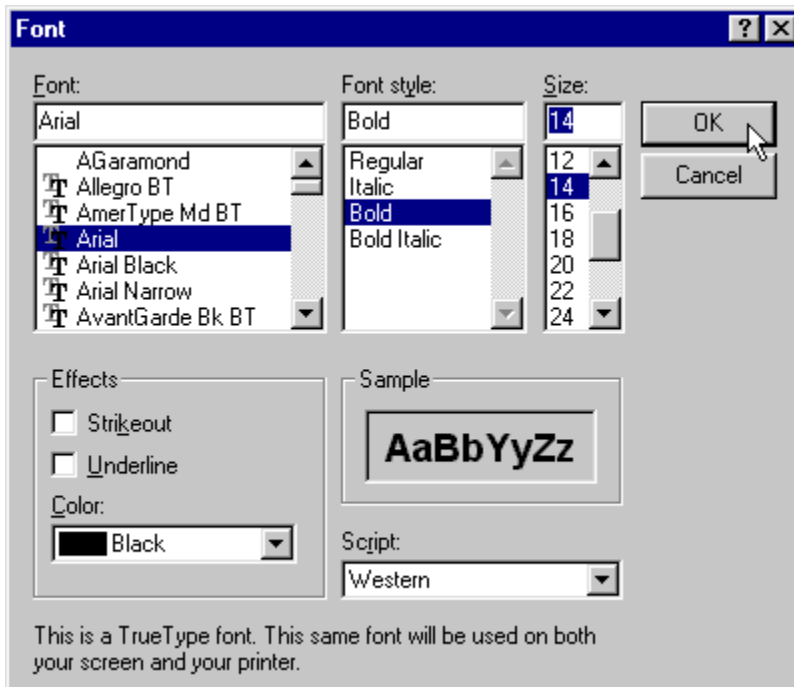 Font
Font:
Arial
AGaramond
Allegro BT
AmerType Md BT
Arial
Arial Black
Arial Narrow
AvantGarde Bk BT
Font style:
Bold
Regular
Italic
Bold
Bold Italic
Size:
14
12
14
16
18
20
22
24
OK
Cancel
Effects
Strikeout
Underline
Color:
Black
Sample
AaBbYyZz
Script:
Western
This is a TrueType font. This same font will be used on both
your screen and your printer.